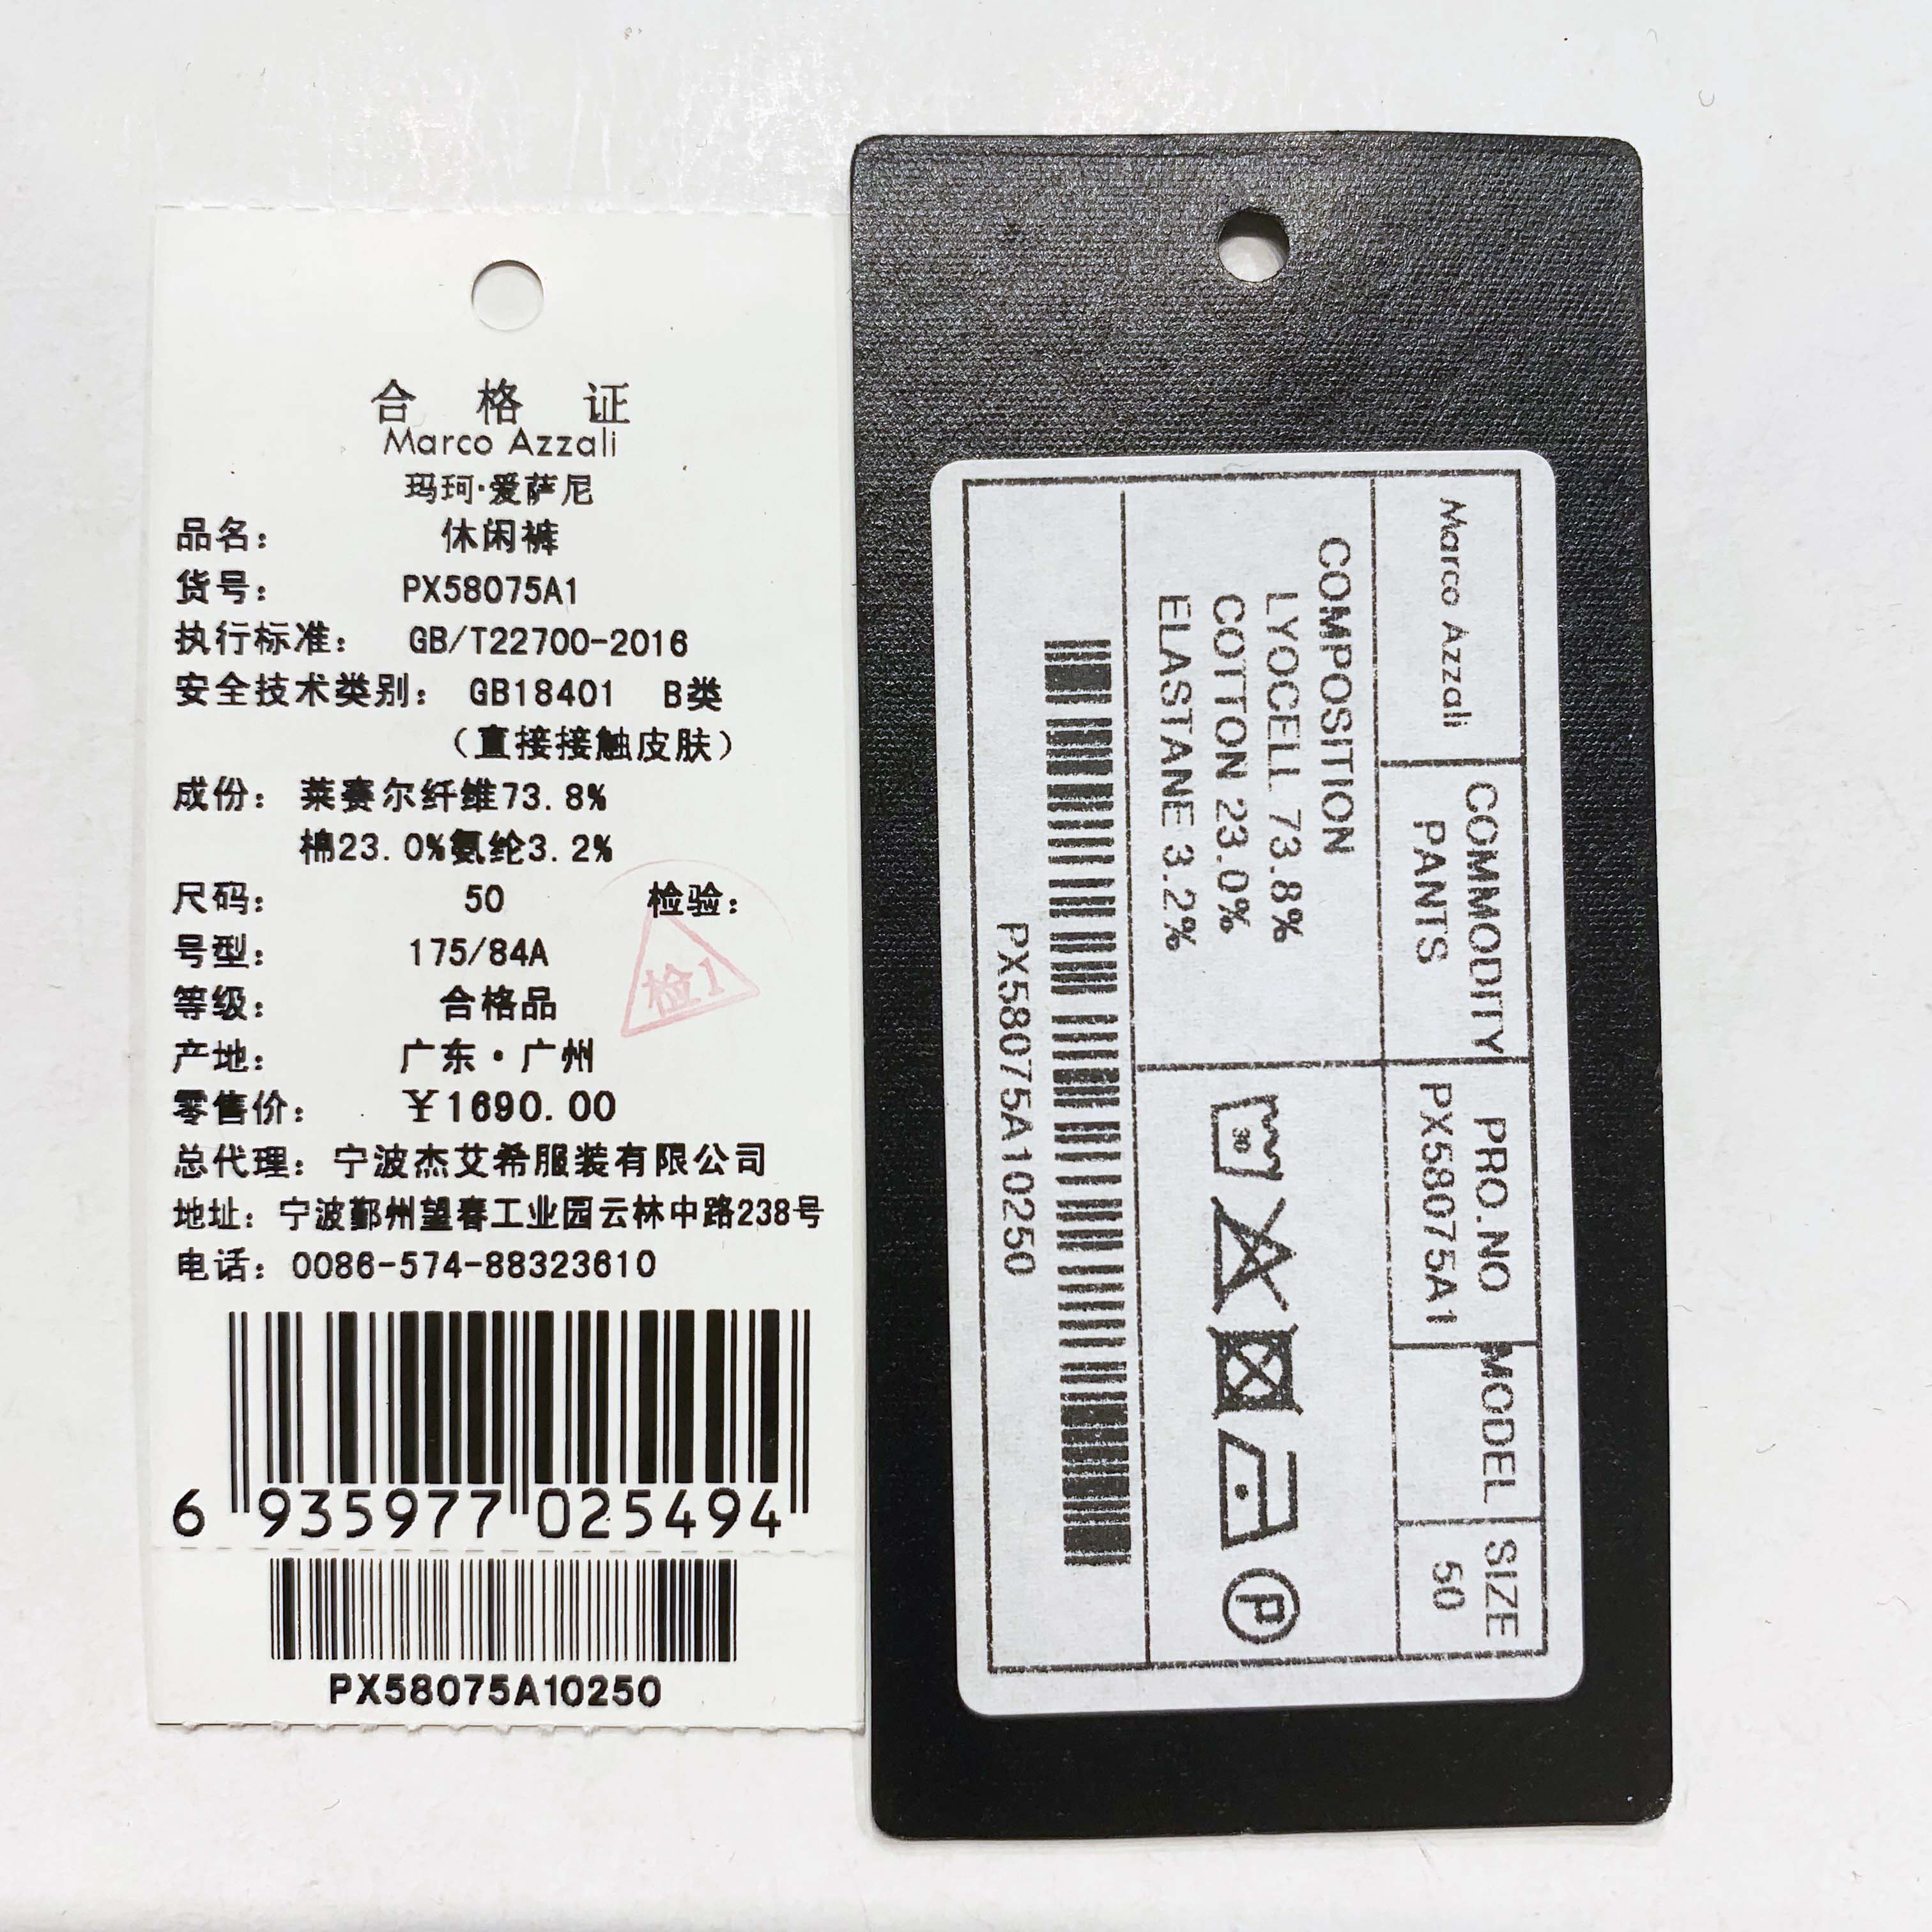 合 格 证
Marco Azzali
玛珂·爱萨尼
品名： 休闲裤
货号： PX58075A1
执行标准： GB/T22700-2016
安全技术类别： GB18401 B类
（直接接触皮肤）
成份： 莱赛尔纤维73.8%
棉23.0%氨纶3.2%
尺码： 50 检验：
号型： 175/84A
检1
等级： 合格品
产地： 广东·广州
零售价： ¥1690.00
总代理：宁波杰艾希服装有限公司
地址：宁波鄞州望春工业园云林中路238号
电话：0086-574-88323610
6 935977 025494
PX58075A10250
Marco Azzali
COMMODITY
PANTS
PRO.NO
PX58075A1
MODEL
SIZE
50
COMPOSITION
LYOCELL 73.8%
COTTON 23.0%
ELASTANE 3.2%
30
P
PX58075A10250